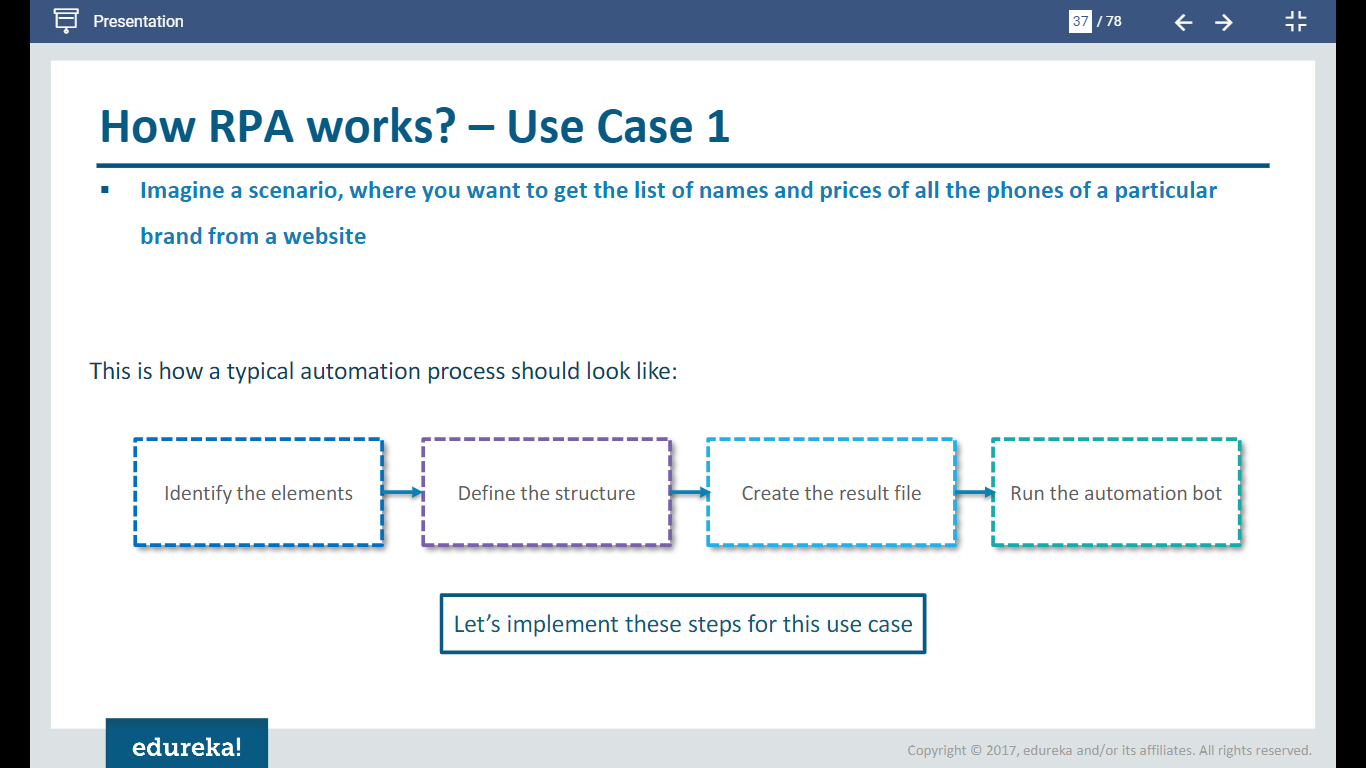 Presentation
37 / 78
How RPA works? – Use Case 1
▪ Imagine a scenario, where you want to get the list of names and prices of all the phones of a particular
brand from a website
This is how a typical automation process should look like:
Identify the elements
Define the structure
Create the result file
Run the automation bot
Let’s implement these steps for this use case
edureka!
Copyright © 2017, edureka and/or its affiliates. All rights reserved.